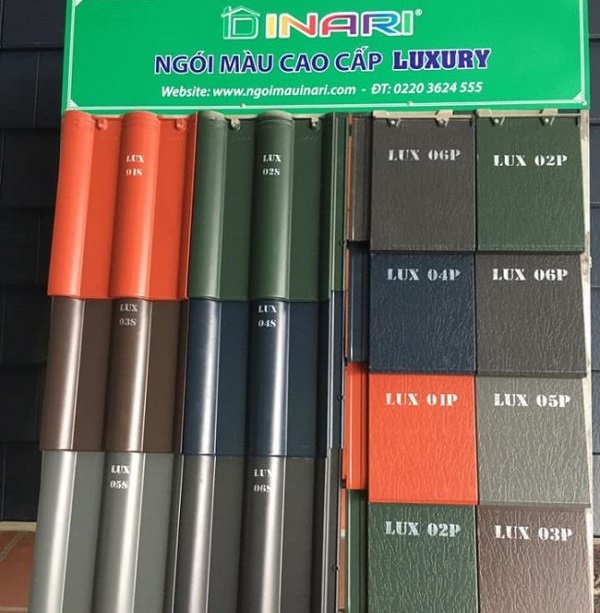 INARI®
NGÓI MÀU CAO CẤP LUXURY
Website: www.ngoimauinari.com - ĐT: 0220 3624 555
LUX
01S
LUX
02S
LUX
03S
LUX
04S
LUX
05S
LUX
06S
LUX 06P
LUX 02P
LUX 04P
LUX 06P
LUX 01P
LUX 05P
LUX 02P
LUX 03P